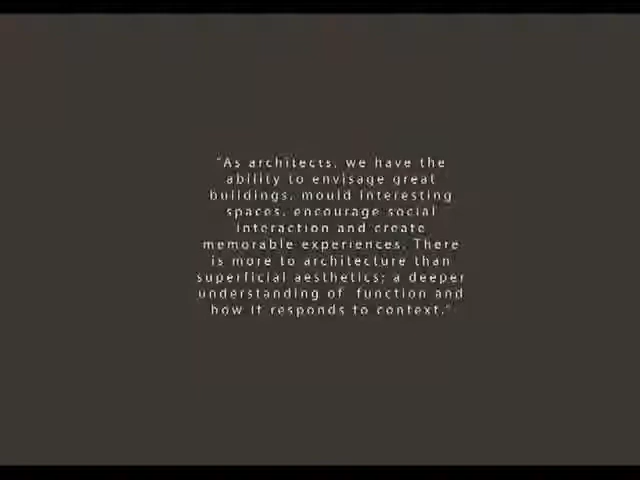 "As architects, we have the
ability to envisage great
buildings, mould interesting
spaces, encourage social
interaction and create
memorable experiences. There
is more to architecture than
superficial aesthetics; a deeper
understanding of function and
how it responds to context."